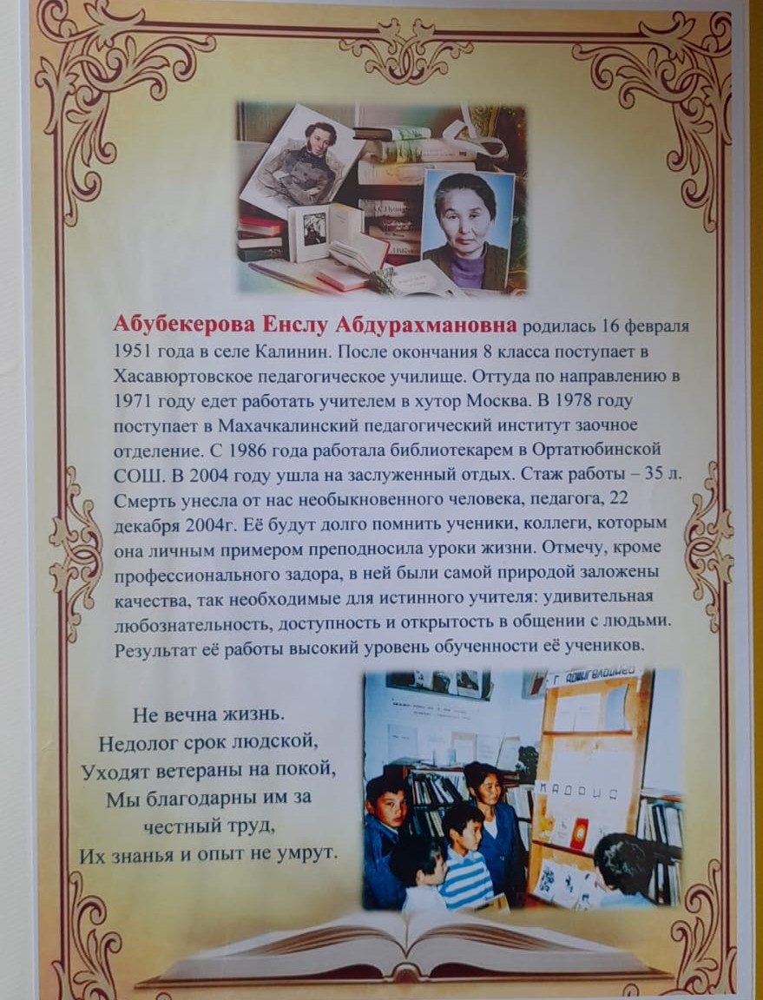 Абубекерова Енслу Абдурахмановна родилась 16 февраля
1951 года в селе Калинин. После окончания 8 класса поступает в
Хасавюртовское педагогическое училище. Оттуда по направлению в
1971 году едет работать учителем в хутор Москва. В 1978 году
поступает в Махачкалинский педагогический институт заочное
отделение. С 1986 года работала библиотекарем в Ортатюбинской
СОШ. В 2004 году ушла на заслуженный отдых. Стаж работы – 35 л.
Смерть унесла от нас необыкновенного человека, педагога, 22
декабря 2004г. Её будут долго помнить ученики, коллеги, которым
она личным примером преподносила уроки жизни. Отмечу, кроме
профессионального задора, в ней были самой природой заложены
качества, так необходимые для истинного учителя: удивительная
любознательность, доступность и открытость в общении с людьми.
Результат её работы высокий уровень обученности её учеников.
Не вечна жизнь.
Недолог срок людской,
Уходят ветераны на покой,
Мы благодарны им за
честный труд,
Их знанья и опыт не умрут.